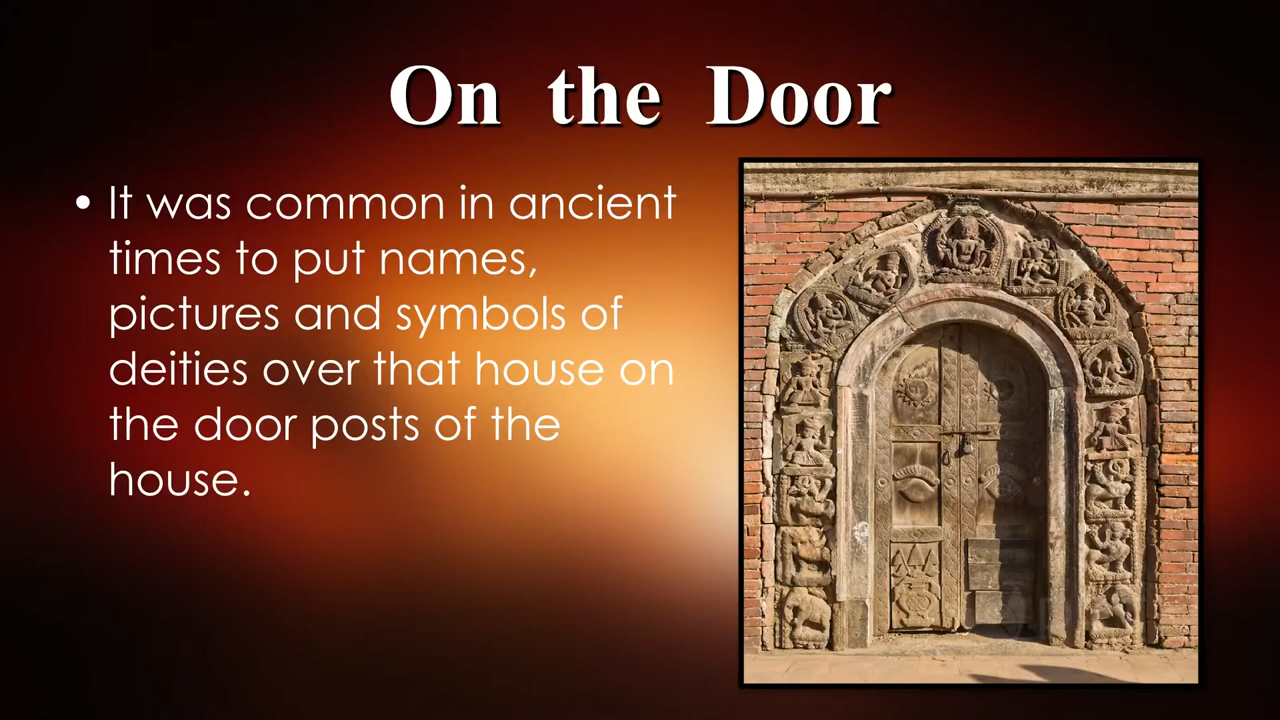 On the Door
• It was common in ancient
times to put names,
pictures and symbols of
deities over that house on
the door posts of the
house.